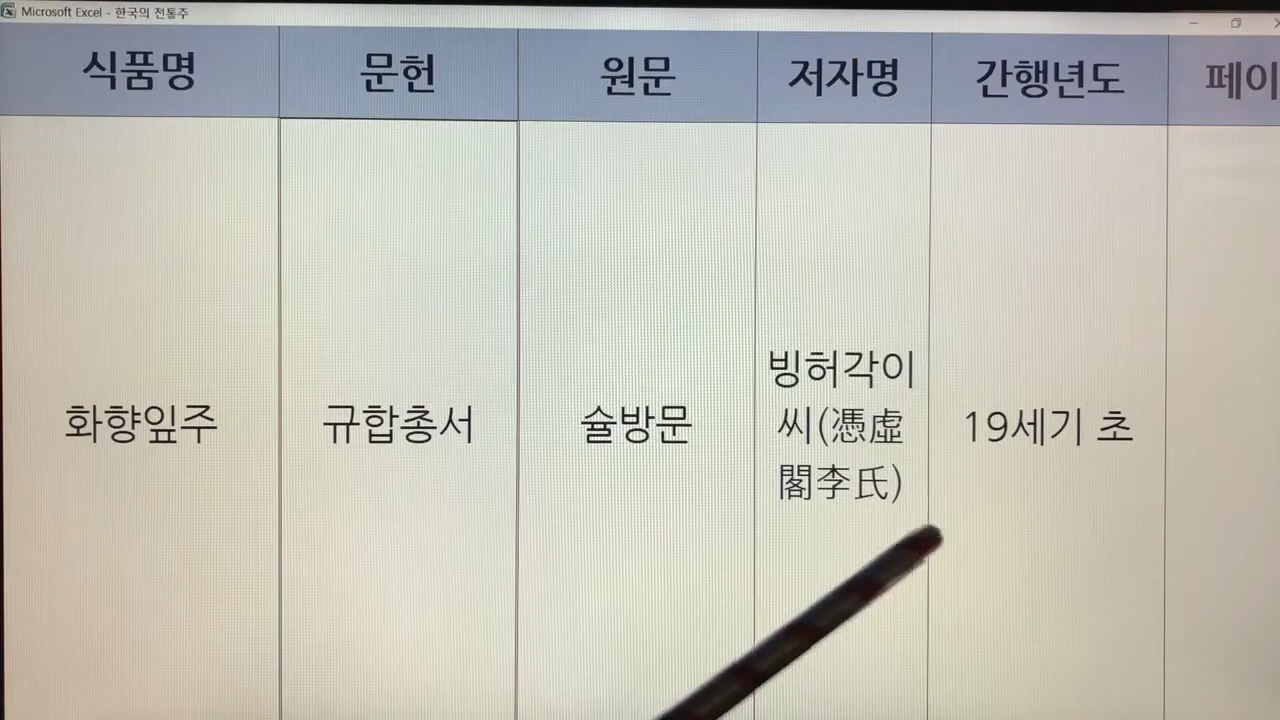 Microsoft Excel - 한국의 전통주
식품명 문헌 원문 저자명 간행년도 페이
화향잎주 규합총서 술방문 빙허각이
씨(憑虛
閣李氏) 19세기 초